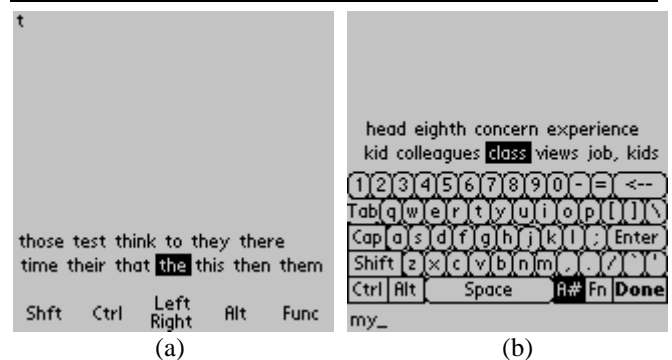 t
those test think to they there
time their that the this then them
Shft Ctrl Left Right Alt Func
(a)
head eighth concern experience
kid colleagues class views job, kids
1 2 3 4 5 6 7 8 9 0 - = <--
Tab q w e r t y u i o p [ ] \
Cap a s d f g h j k l ; Enter
Shift z x c v b n m , . / ` '
Ctrl Alt Space A# Fn Done
my_
(b)